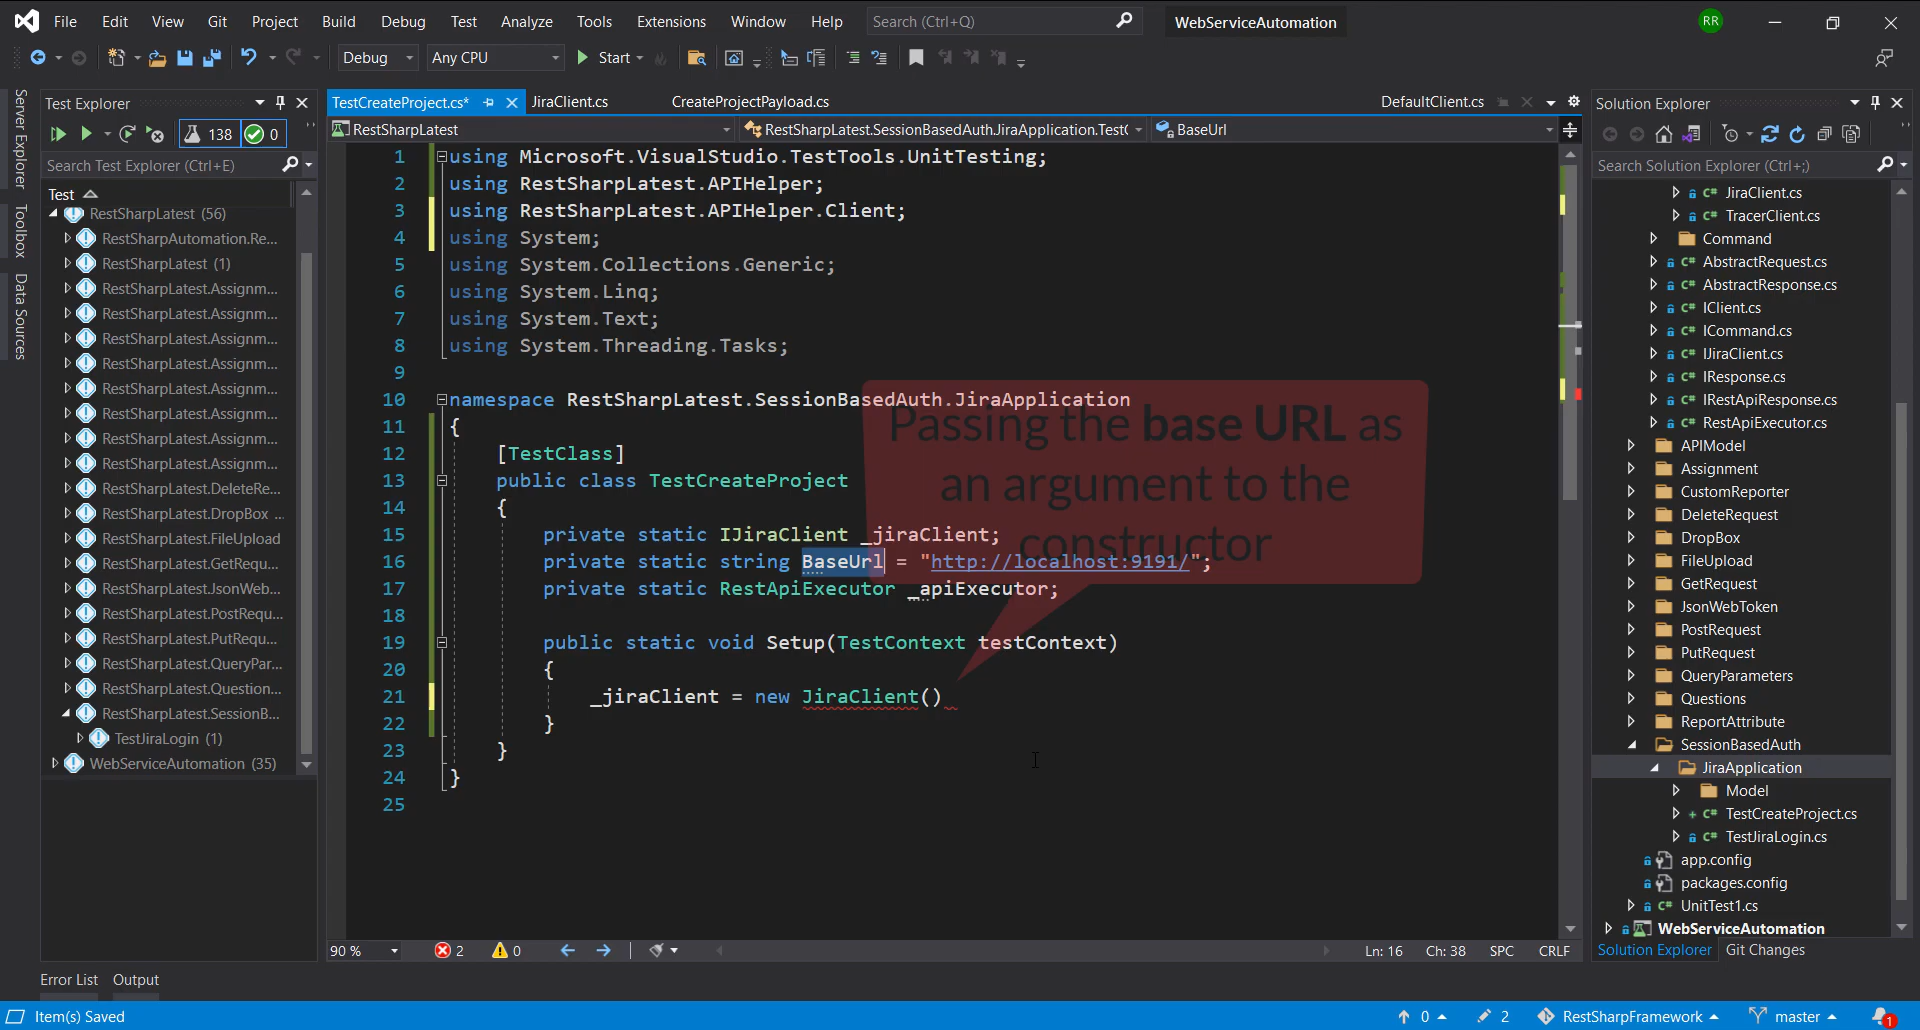 File Edit View Git Project Build Debug Test Analyze Tools Extensions Window Help Search (Ctrl+Q) WebServiceAutomation RR
Debug Any CPU Start
Server Explorer
Toolbox
Data Sources
Test Explorer
138 0
Search Test Explorer (Ctrl+E)
Test
RestSharpLatest (56)
RestSharpAutomation.Re...
RestSharpLatest (1)
RestSharpLatest.Assignm...
RestSharpLatest.Assignm...
RestSharpLatest.Assignm...
RestSharpLatest.Assignm...
RestSharpLatest.Assignm...
RestSharpLatest.Assignm...
RestSharpLatest.Assignm...
RestSharpLatest.Assignm...
RestSharpLatest.DeleteRe...
RestSharpLatest.DropBox ...
RestSharpLatest.FileUpload
RestSharpLatest.GetRequ...
RestSharpLatest.JsonWeb...
RestSharpLatest.PostRequ...
RestSharpLatest.PutRequ...
RestSharpLatest.QueryPar...
RestSharpLatest.Question...
RestSharpLatest.SessionB...
TestJiraLogin (1)
WebServiceAutomation (35)
TestCreateProject.cs* JiraClient.cs CreateProjectPayload.cs DefaultClient.cs
RestSharpLatest RestSharpLatest.SessionBasedAuth.JiraApplication.TestC BaseUrl
1 using Microsoft.VisualStudio.TestTools.UnitTesting;
2 using RestSharpLatest.APIHelper;
3 using RestSharpLatest.APIHelper.Client;
4 using System;
5 using System.Collections.Generic;
6 using System.Linq;
7 using System.Text;
8 using System.Threading.Tasks;
9
10 namespace RestSharpLatest.SessionBasedAuth.JiraApplication
11 {
12 [TestClass]
13 public class TestCreateProject
14 {
15 private static IJiraClient _jiraClient;
16 private static string BaseUrl = "http://localhost:9191/";
17 private static RestApiExecutor _apiExecutor;
18
19 public static void Setup(TestContext testContext)
20 {
21 _jiraClient = new JiraClient()
22 }
23 }
24 }
25
Passing the base URL as
an argument to the
constructor
90 % 2 0 Ln: 16 Ch: 38 SPC CRLF
Solution Explorer
Search Solution Explorer (Ctrl+;)
JiraClient.cs
TracerClient.cs
Command
AbstractRequest.cs
AbstractResponse.cs
IClient.cs
ICommand.cs
IJiraClient.cs
IResponse.cs
IRestApiResponse.cs
RestApiExecutor.cs
APIModel
Assignment
CustomReporter
DeleteRequest
DropBox
FileUpload
GetRequest
JsonWebToken
PostRequest
PutRequest
QueryParameters
Questions
ReportAttribute
SessionBasedAuth
JiraApplication
Model
TestCreateProject.cs
TestJiraLogin.cs
app.config
packages.config
UnitTest1.cs
WebServiceAutomation
Solution Explorer Git Changes
Error List Output
Item(s) Saved 0 2 RestSharpFramework master 1